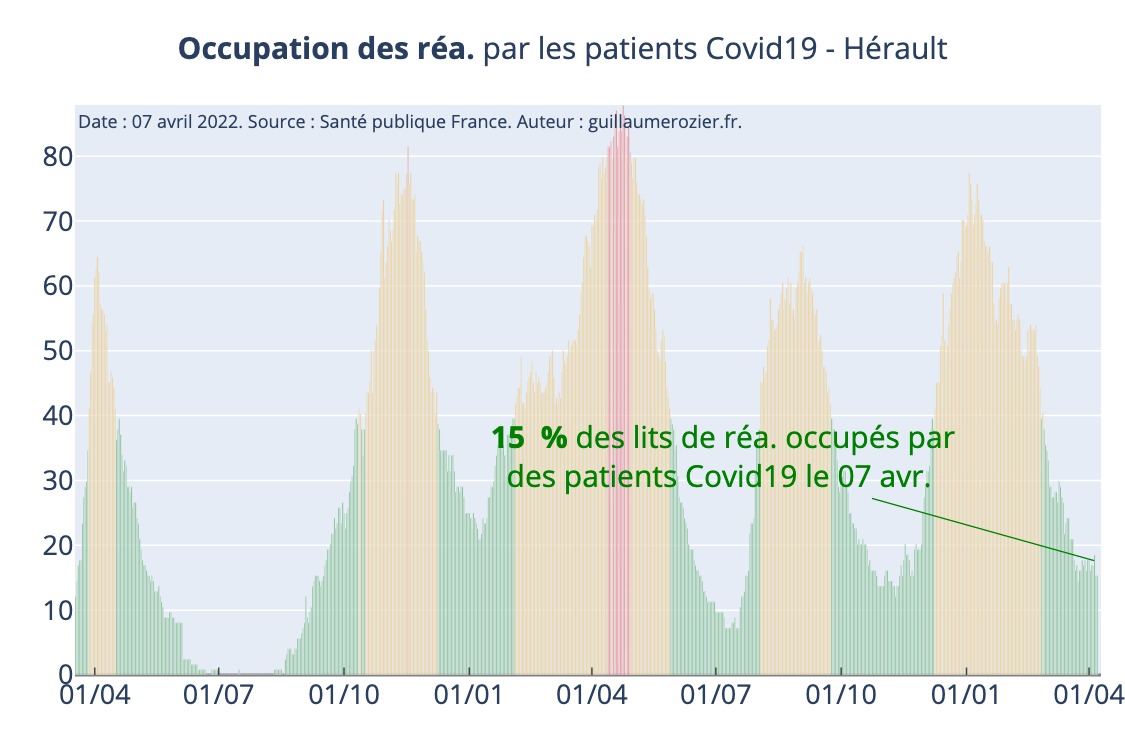 Occupation des réa. par les patients Covid19 - Hérault
Date : 07 avril 2022. Source : Santé publique France. Auteur : guillaumerozier.fr.
80
70
60
50
40
15 % des lits de réa. occupés par
des patients Covid19 le 07 avr.
30
20
10
0
01/04 01/07 01/10 01/01 01/04 01/07 01/10 01/01 01/04